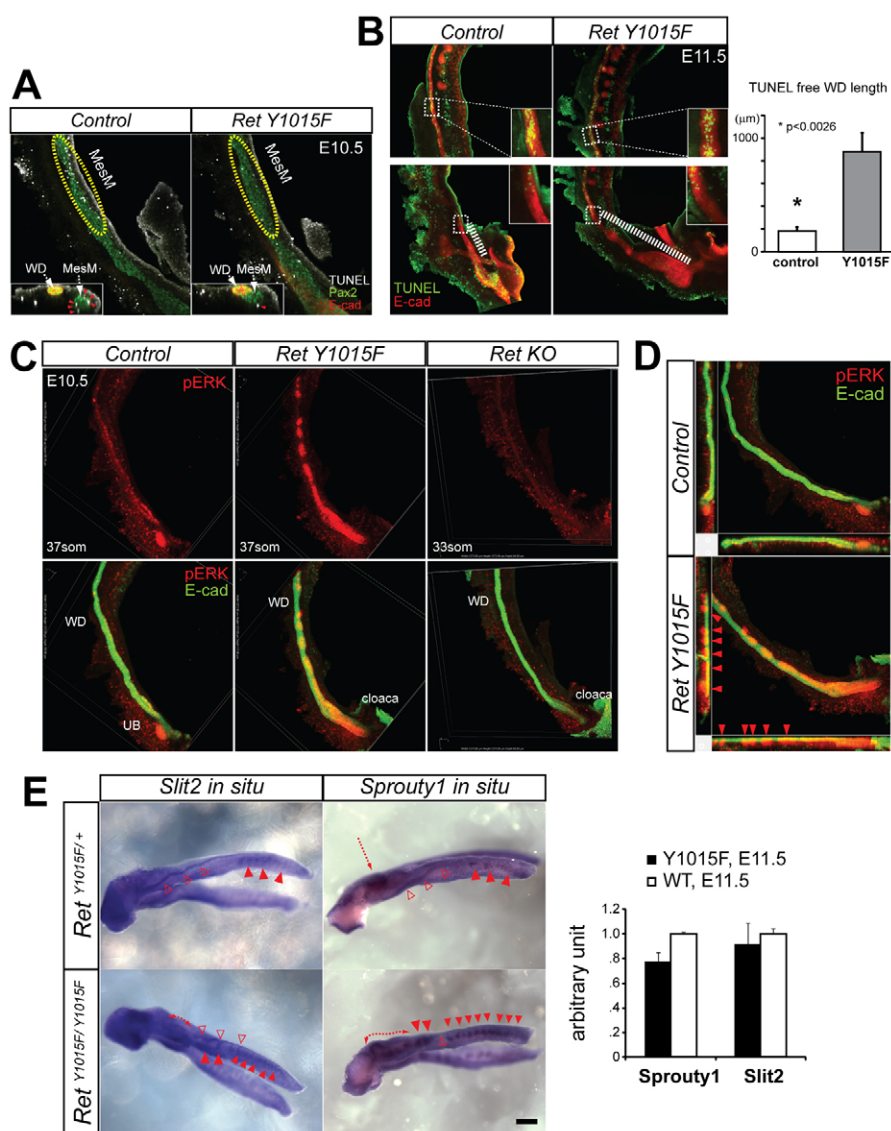 A
Control
Ret Y1015F
E10.5
MesM
MesM
WD
MesM
WD
MesM
TUNEL
Pax2
E-cad
B
Control
Ret Y1015F
E11.5
TUNEL
E-cad
TUNEL free WD length
(μm)
1000
* p<0.0026
*
0
control
Y1015F
C
Control
Ret Y1015F
Ret KO
E10.5
pERK
37som
37som
33som
pERK
E-cad
WD
WD
WD
UB
cloaca
cloaca
D
pERK
E-cad
Control
Ret Y1015F
E
Slit2 in situ
Sprouty1 in situ
Ret Y1015F/+
Ret Y1015F/Y1015F
Y1015F, E11.5
WT, E11.5
arbitrary unit
1.2
1.0
.8
.6
.4
.2
0
Sprouty1
Slit2